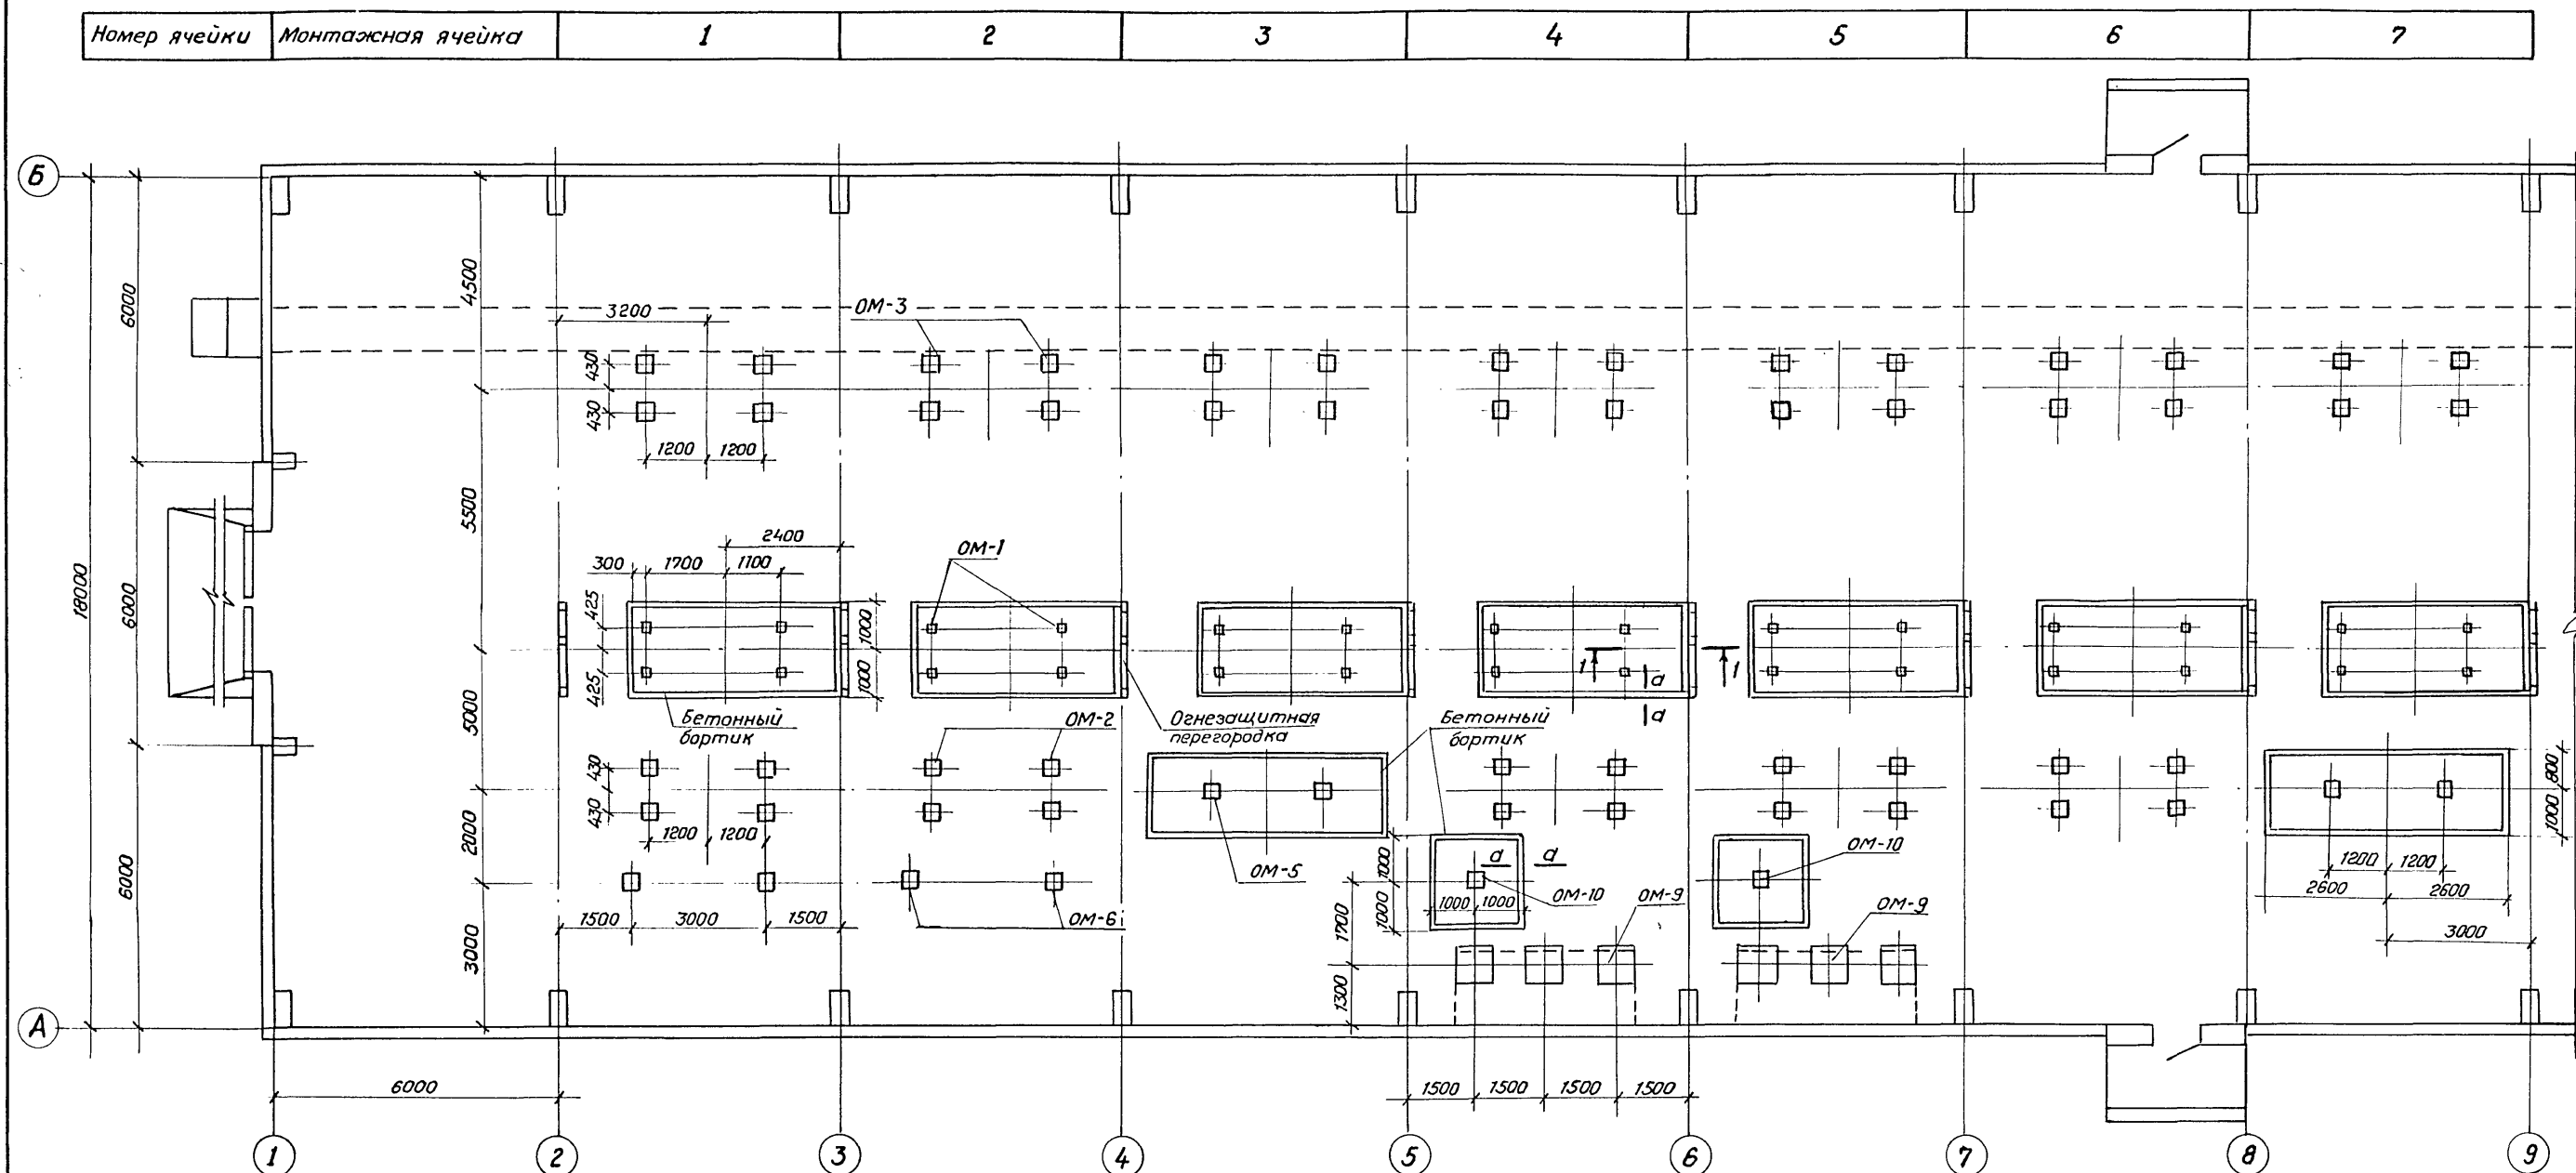 Номер ячейки Монтажная ячейка 1 2 3 4 5 6 7
Б
4500
6000
3200
ОМ-3
430
430
1200 1200
5500
2400
ОМ-1
300 1700 1100
18000
6000
425
425
1000
1000
1 1
а
а
5000
Бетонный
бортик
ОМ-2
Огнезащитная
перегородка
Бетонный
бортик
430
430
1200 1200
2000
800
1000
6000
ОМ-5
1000
1000
а а
ОМ-10
1000 1000
ОМ-9
ОМ-10
ОМ-9
1200 1200
2600 2600
1500 3000 1500
ОМ-6
3000
1700
1300
3000
А
6000
1500 1500 1500 1500
1 2 3 4 5 6 7 8 9